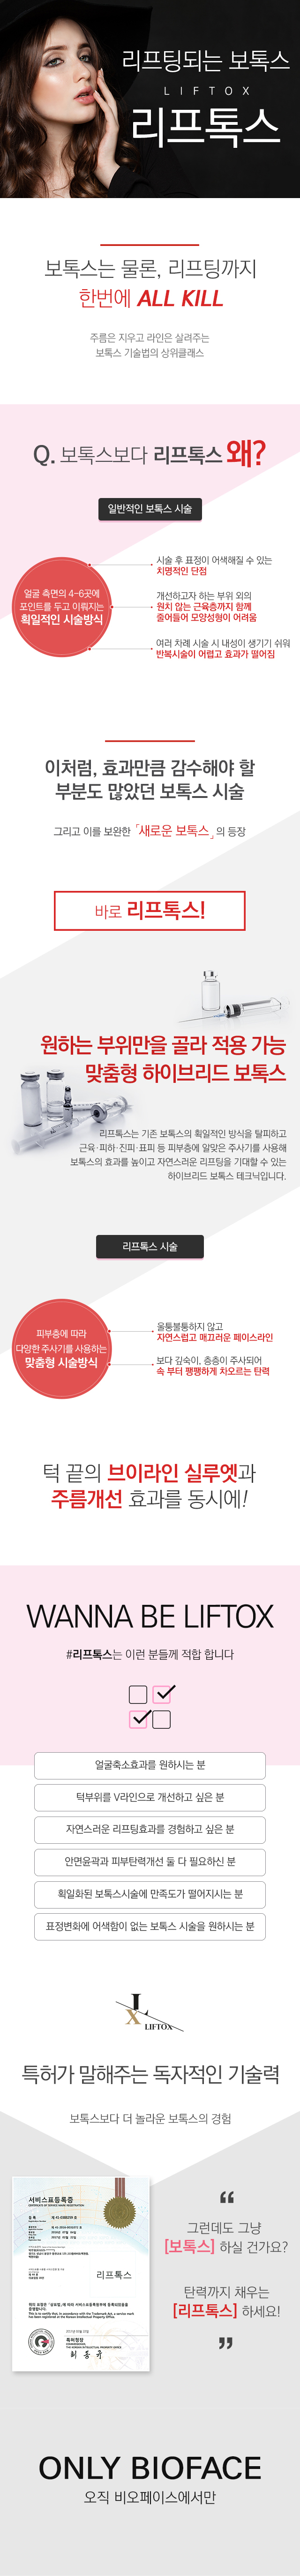 리프팅되는 보톡스
LIFTOX
리프톡스
보톡스는 물론, 리프팅까지
한번에 ALL KILL
주름은 지우고 라인은 살려주는
보톡스 기술법의 상위클래스
Q. 보톡스보다 리프톡스 왜?
일반적인 보톡스 시술
얼굴 측면의 4~6곳에
포인트를 두고 이뤄지는
획일적인 시술방식
시술 후 표정이 어색해질 수 있는
치명적인 단점
개선하고자 하는 부위 외의
원치 않는 근육층까지 함께
줄어들어 모양성형이 어려움
여러 차례 시술 시 내성이 생기기 쉬워
반복시술이 어렵고 효과가 떨어짐
이처럼, 효과만큼 감수해야 할
부분도 많았던 보톡스 시술
그리고 이를 보완한 「새로운 보톡스」의 등장
바로 리프톡스!
원하는 부위만을 골라 적용 가능
맞춤형 하이브리드 보톡스
리프톡스는 기존 보톡스의 획일적인 방식을 탈피하고
근육·피하·진피·표피 등 피부층에 알맞은 주사기를 사용해
보톡스의 효과를 높이고 자연스러운 리프팅을 기대할 수 있는
하이브리드 보톡스 테크닉입니다.
리프톡스 시술
피부층에 따라
다양한 주사기를 사용하는
맞춤형 시술방식
울퉁불퉁하지 않고
자연스럽고 매끄러운 페이스라인
보다 깊숙이, 층층이 주사되어
속 부터 팽팽하게 차오르는 탄력
턱 끝의 브이라인 실루엣과
주름개선 효과를 동시에!
WANNA BE LIFTOX
#리프톡스는 이런 분들께 적합 합니다
얼굴축소효과를 원하시는 분
턱부위를 V라인으로 개선하고 싶은 분
자연스러운 리프팅효과를 경험하고 싶은 분
안면윤곽과 피부탄력개선 둘 다 필요하신 분
획일화된 보톡스시술에 만족도가 떨어지시는 분
표정변화에 어색함이 없는 보톡스 시술을 원하시는 분
LIFTOX
특허가 말해주는 독자적인 기술력
보톡스보다 더 놀라운 보톡스의 경험
서비스표등록증
리프톡스
특허청장
“
그런데도 그냥
[보톡스] 하실 건가요?
탄력까지 채우는
[리프톡스] 하세요!
”
ONLY BIOFACE
오직 비오페이스에서만